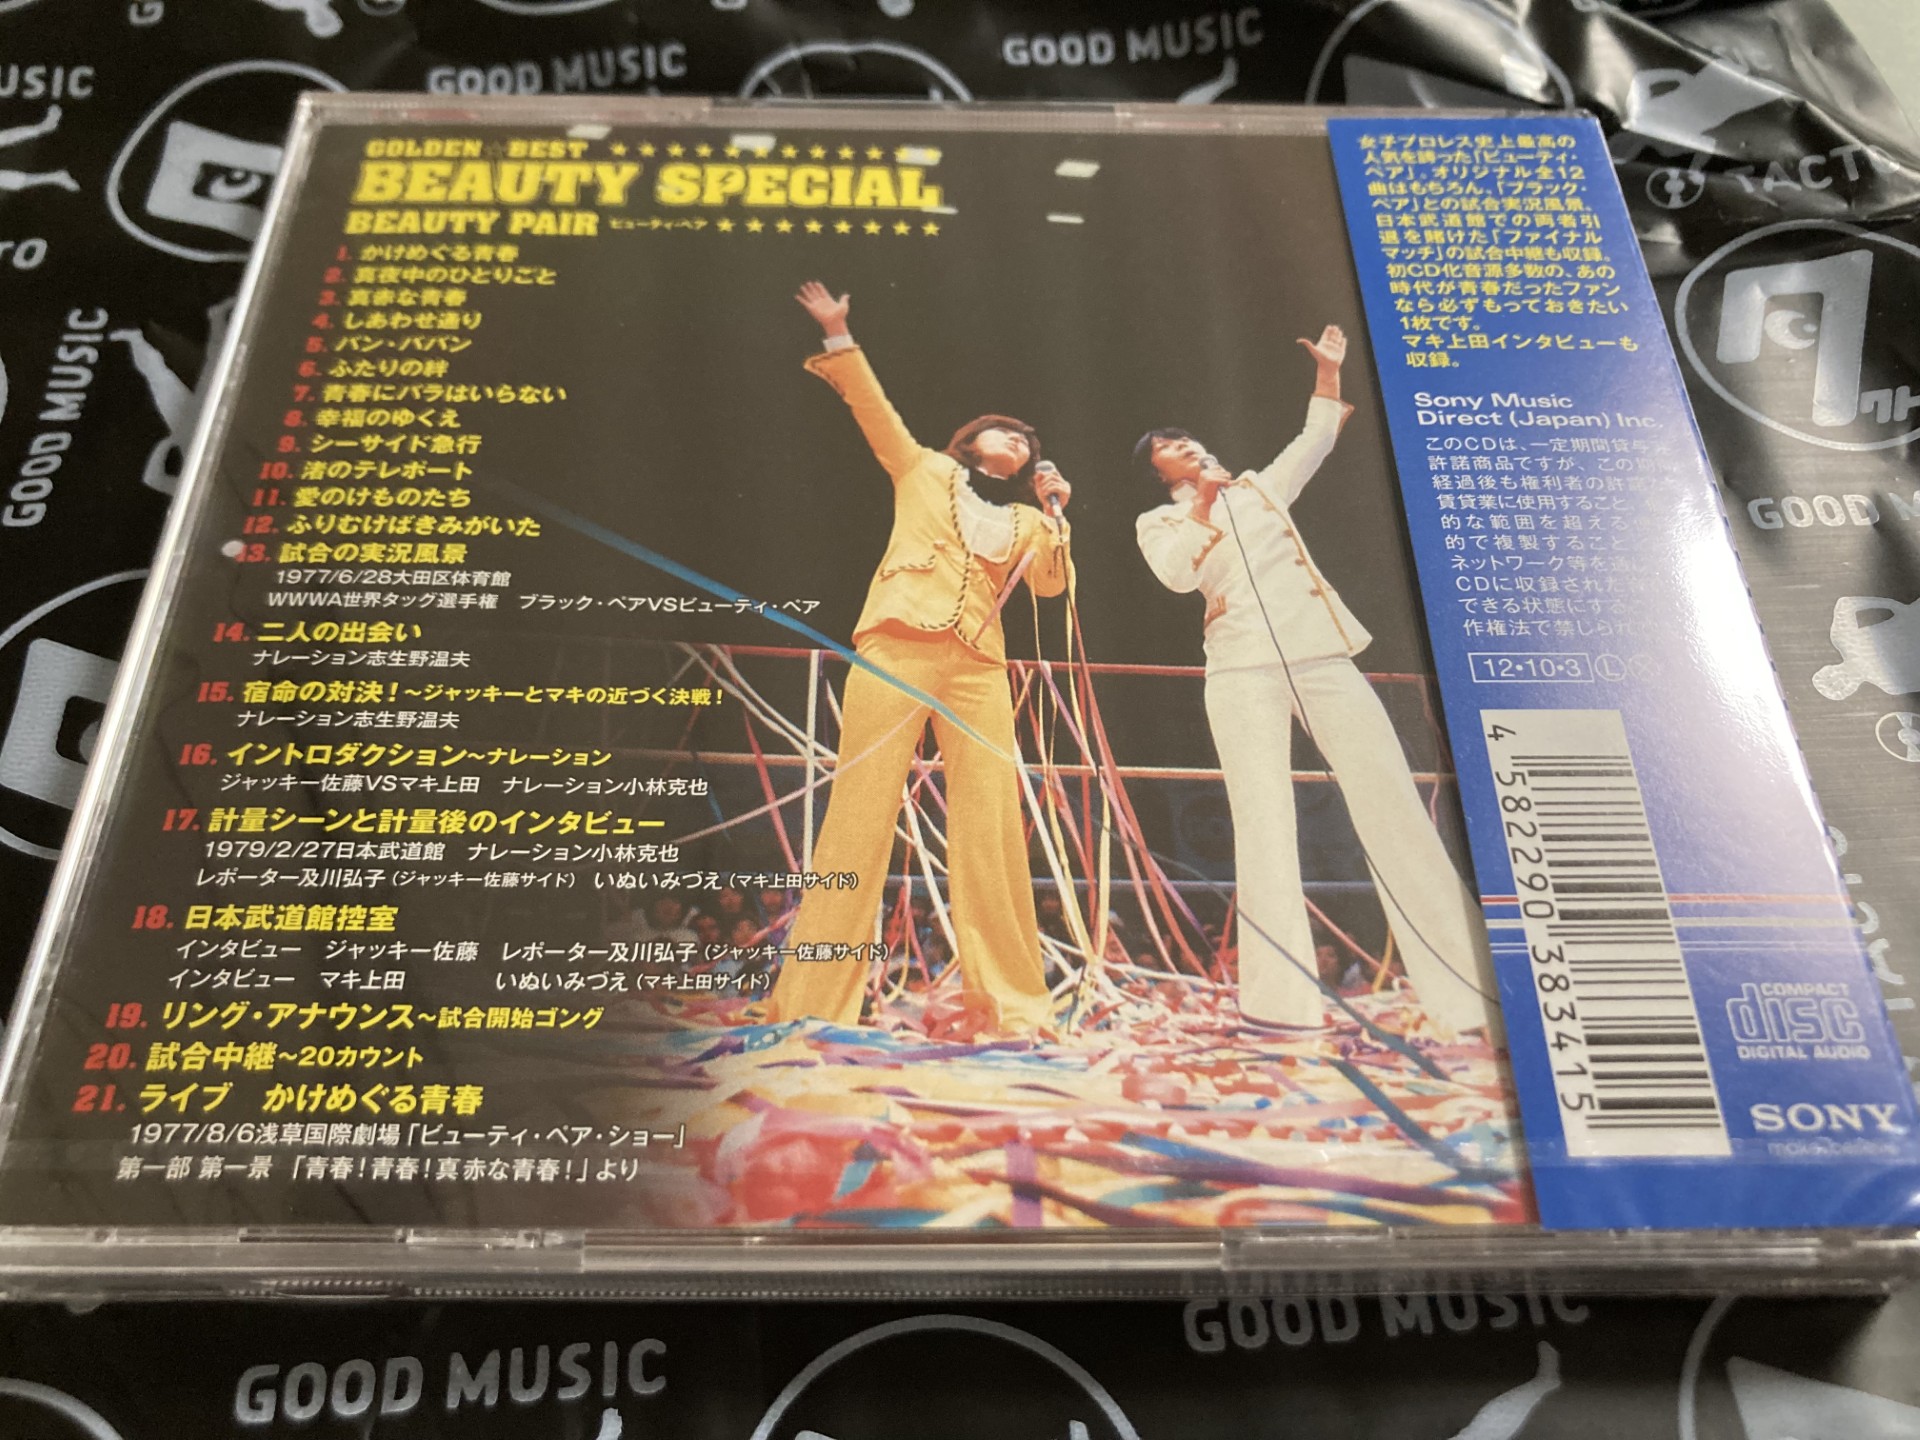 GOOD MUSIC
GOOD MUSIC
GOLDEN☆BEST ★★★★★★★★★★★★
BEAUTY SPECIAL
BEAUTY PAIR ビューティ・ペア ★★★★★★★★
1. かけめぐる青春
2. 真夜中のひとりごと
3. 真赤な青春
4. しあわせ通り
5. バン・ババン
6. ふたりの絆
7. 青春にバラはいらない
8. 幸福のゆくえ
9. シーサイド急行
10. 渚のテレポート
11. 愛のけものたち
12. ふりむけばきみがいた
13. 試合の実況風景
1977/6/28大田区体育館
WWWA世界タッグ選手権 ブラック・ペアVSビューティ・ペア
14. 二人の出会い
ナレーション志生野温夫
15. 宿命の対決!〜ジャッキーとマキの近づく決戦!
ナレーション志生野温夫
16. イントロダクション〜ナレーション
ジャッキー佐藤VSマキ上田 ナレーション小林克也
17. 計量シーンと計量後のインタビュー
1979/2/27日本武道館 ナレーション小林克也
レポーター及川弘子(ジャッキー佐藤サイド) いぬいみづえ(マキ上田サイド)
18. 日本武道館控室
インタビュー ジャッキー佐藤 レポーター及川弘子(ジャッキー佐藤サイド)
インタビュー マキ上田 いぬいみづえ(マキ上田サイド)
19. リング・アナウンス〜試合開始ゴング
20. 試合中継〜20カウント
21. ライブ かけめぐる青春
1977/8/6浅草国際劇場「ビューティ・ペア・ショー」
第一部 第一景 「青春!青春!真赤な青春!」より
女子プロレス史上最高の
人気を誇った「ビューティ・
ペア」。オリジナル全12
曲はもちろん、「ブラック・
ペア」との試合実況風景、
日本武道館での両者引
退を賭けた「ファイナル
マッチ」の試合中継も収録。
初CD化音源多数の、あの
時代が青春だったファン
なら必ずもっておきたい
1枚です。
マキ上田インタビューも
収録。
Sony Music
Direct (Japan) Inc.
このCDは、一定期間貸与
許諾商品ですが、この期
経過後も権利者の許
賃貸業に使用すること
的な範囲を超える
的で複製すること
ネットワーク等を通
CDに収録された
できる状態にする
作権法で禁じられ
12・10・3 L X
4 582290 383415
COMPACT
disc
DIGITAL AUDIO
SONY
GOOD MUSIC
GOOD MUSIC
GOOD MUSIC
GOOD MUSIC